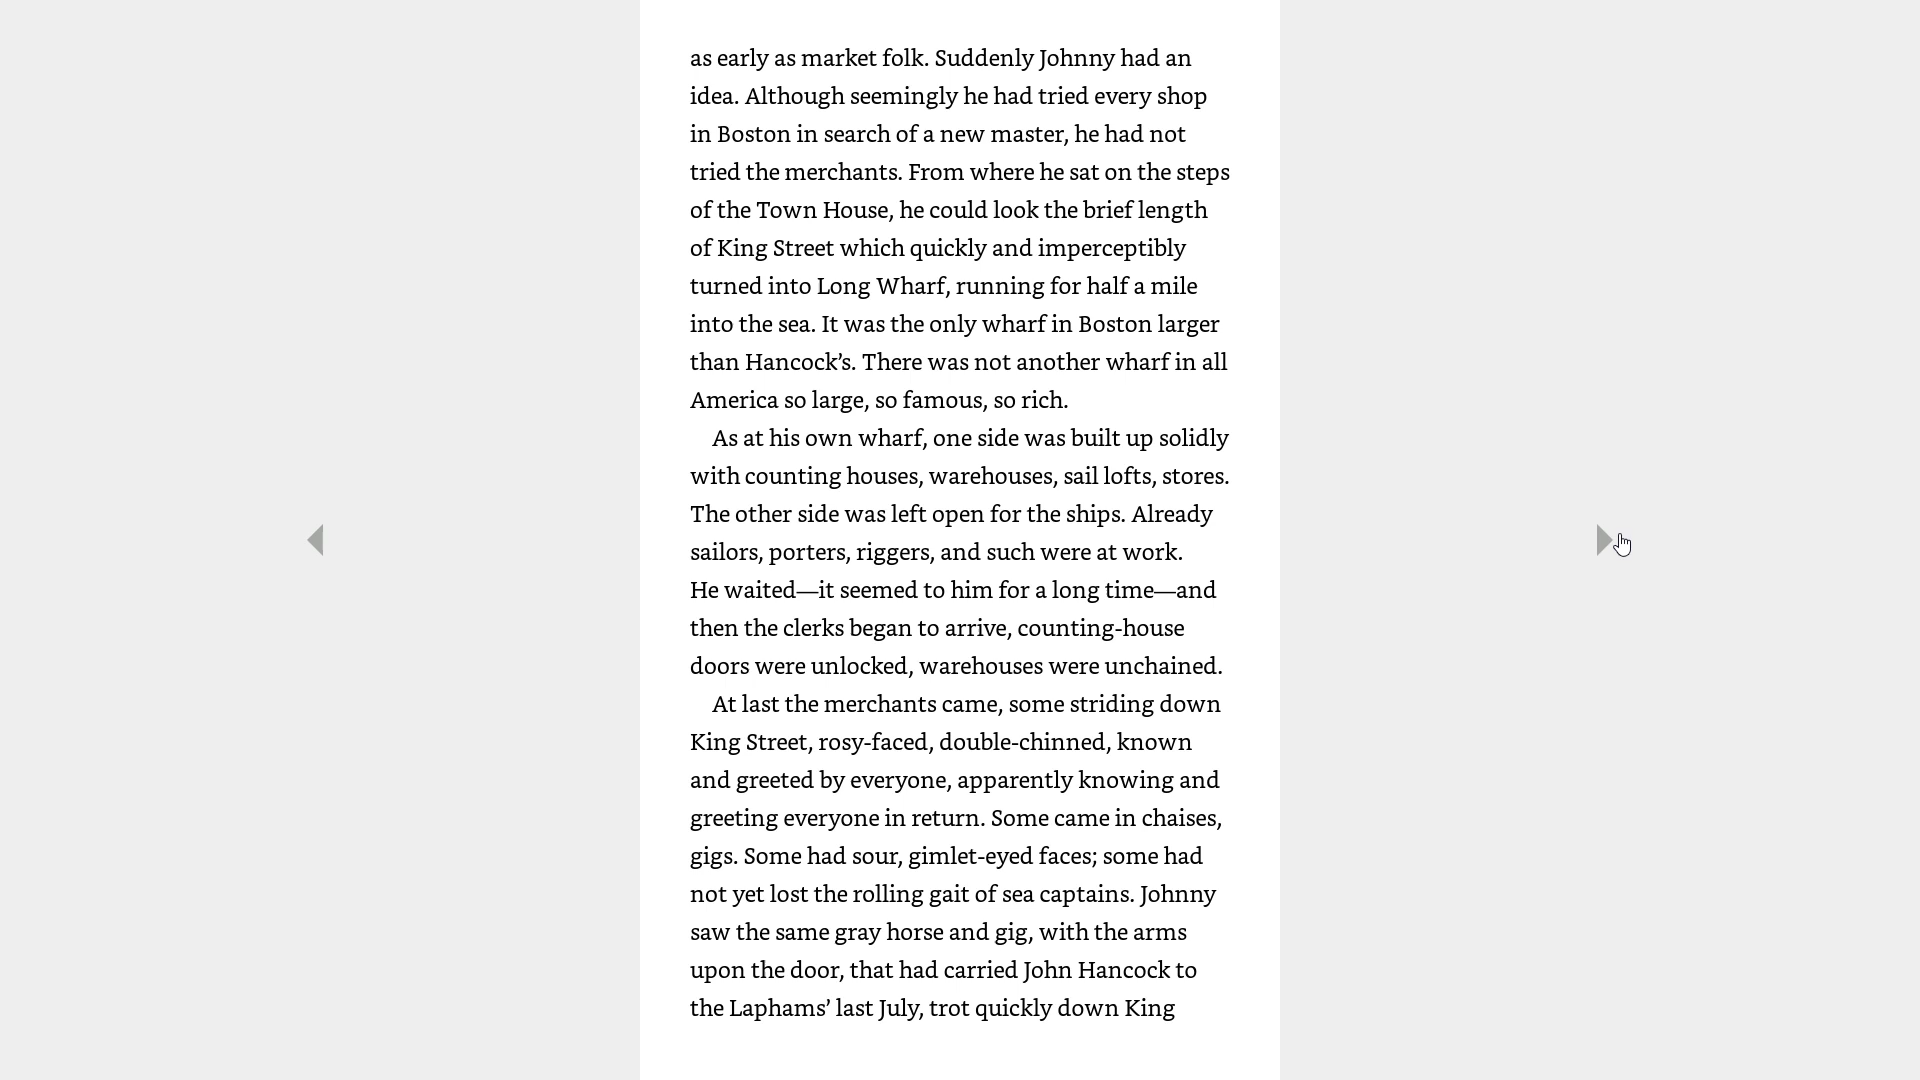 as early as market folk. Suddenly Johnny had an
idea. Although seemingly he had tried every shop
in Boston in search of a new master, he had not
tried the merchants. From where he sat on the steps
of the Town House, he could look the brief length
of King Street which quickly and imperceptibly
turned into Long Wharf, running for half a mile
into the sea. It was the only wharf in Boston larger
than Hancock’s. There was not another wharf in all
America so large, so famous, so rich.
As at his own wharf, one side was built up solidly
with counting houses, warehouses, sail lofts, stores.
The other side was left open for the ships. Already
sailors, porters, riggers, and such were at work.
He waited—it seemed to him for a long time—and
then the clerks began to arrive, counting-house
doors were unlocked, warehouses were unchained.
At last the merchants came, some striding down
King Street, rosy-faced, double-chinned, known
and greeted by everyone, apparently knowing and
greeting everyone in return. Some came in chaises,
gigs. Some had sour, gimlet-eyed faces; some had
not yet lost the rolling gait of sea captains. Johnny
saw the same gray horse and gig, with the arms
upon the door, that had carried John Hancock to
the Laphams’ last July, trot quickly down King